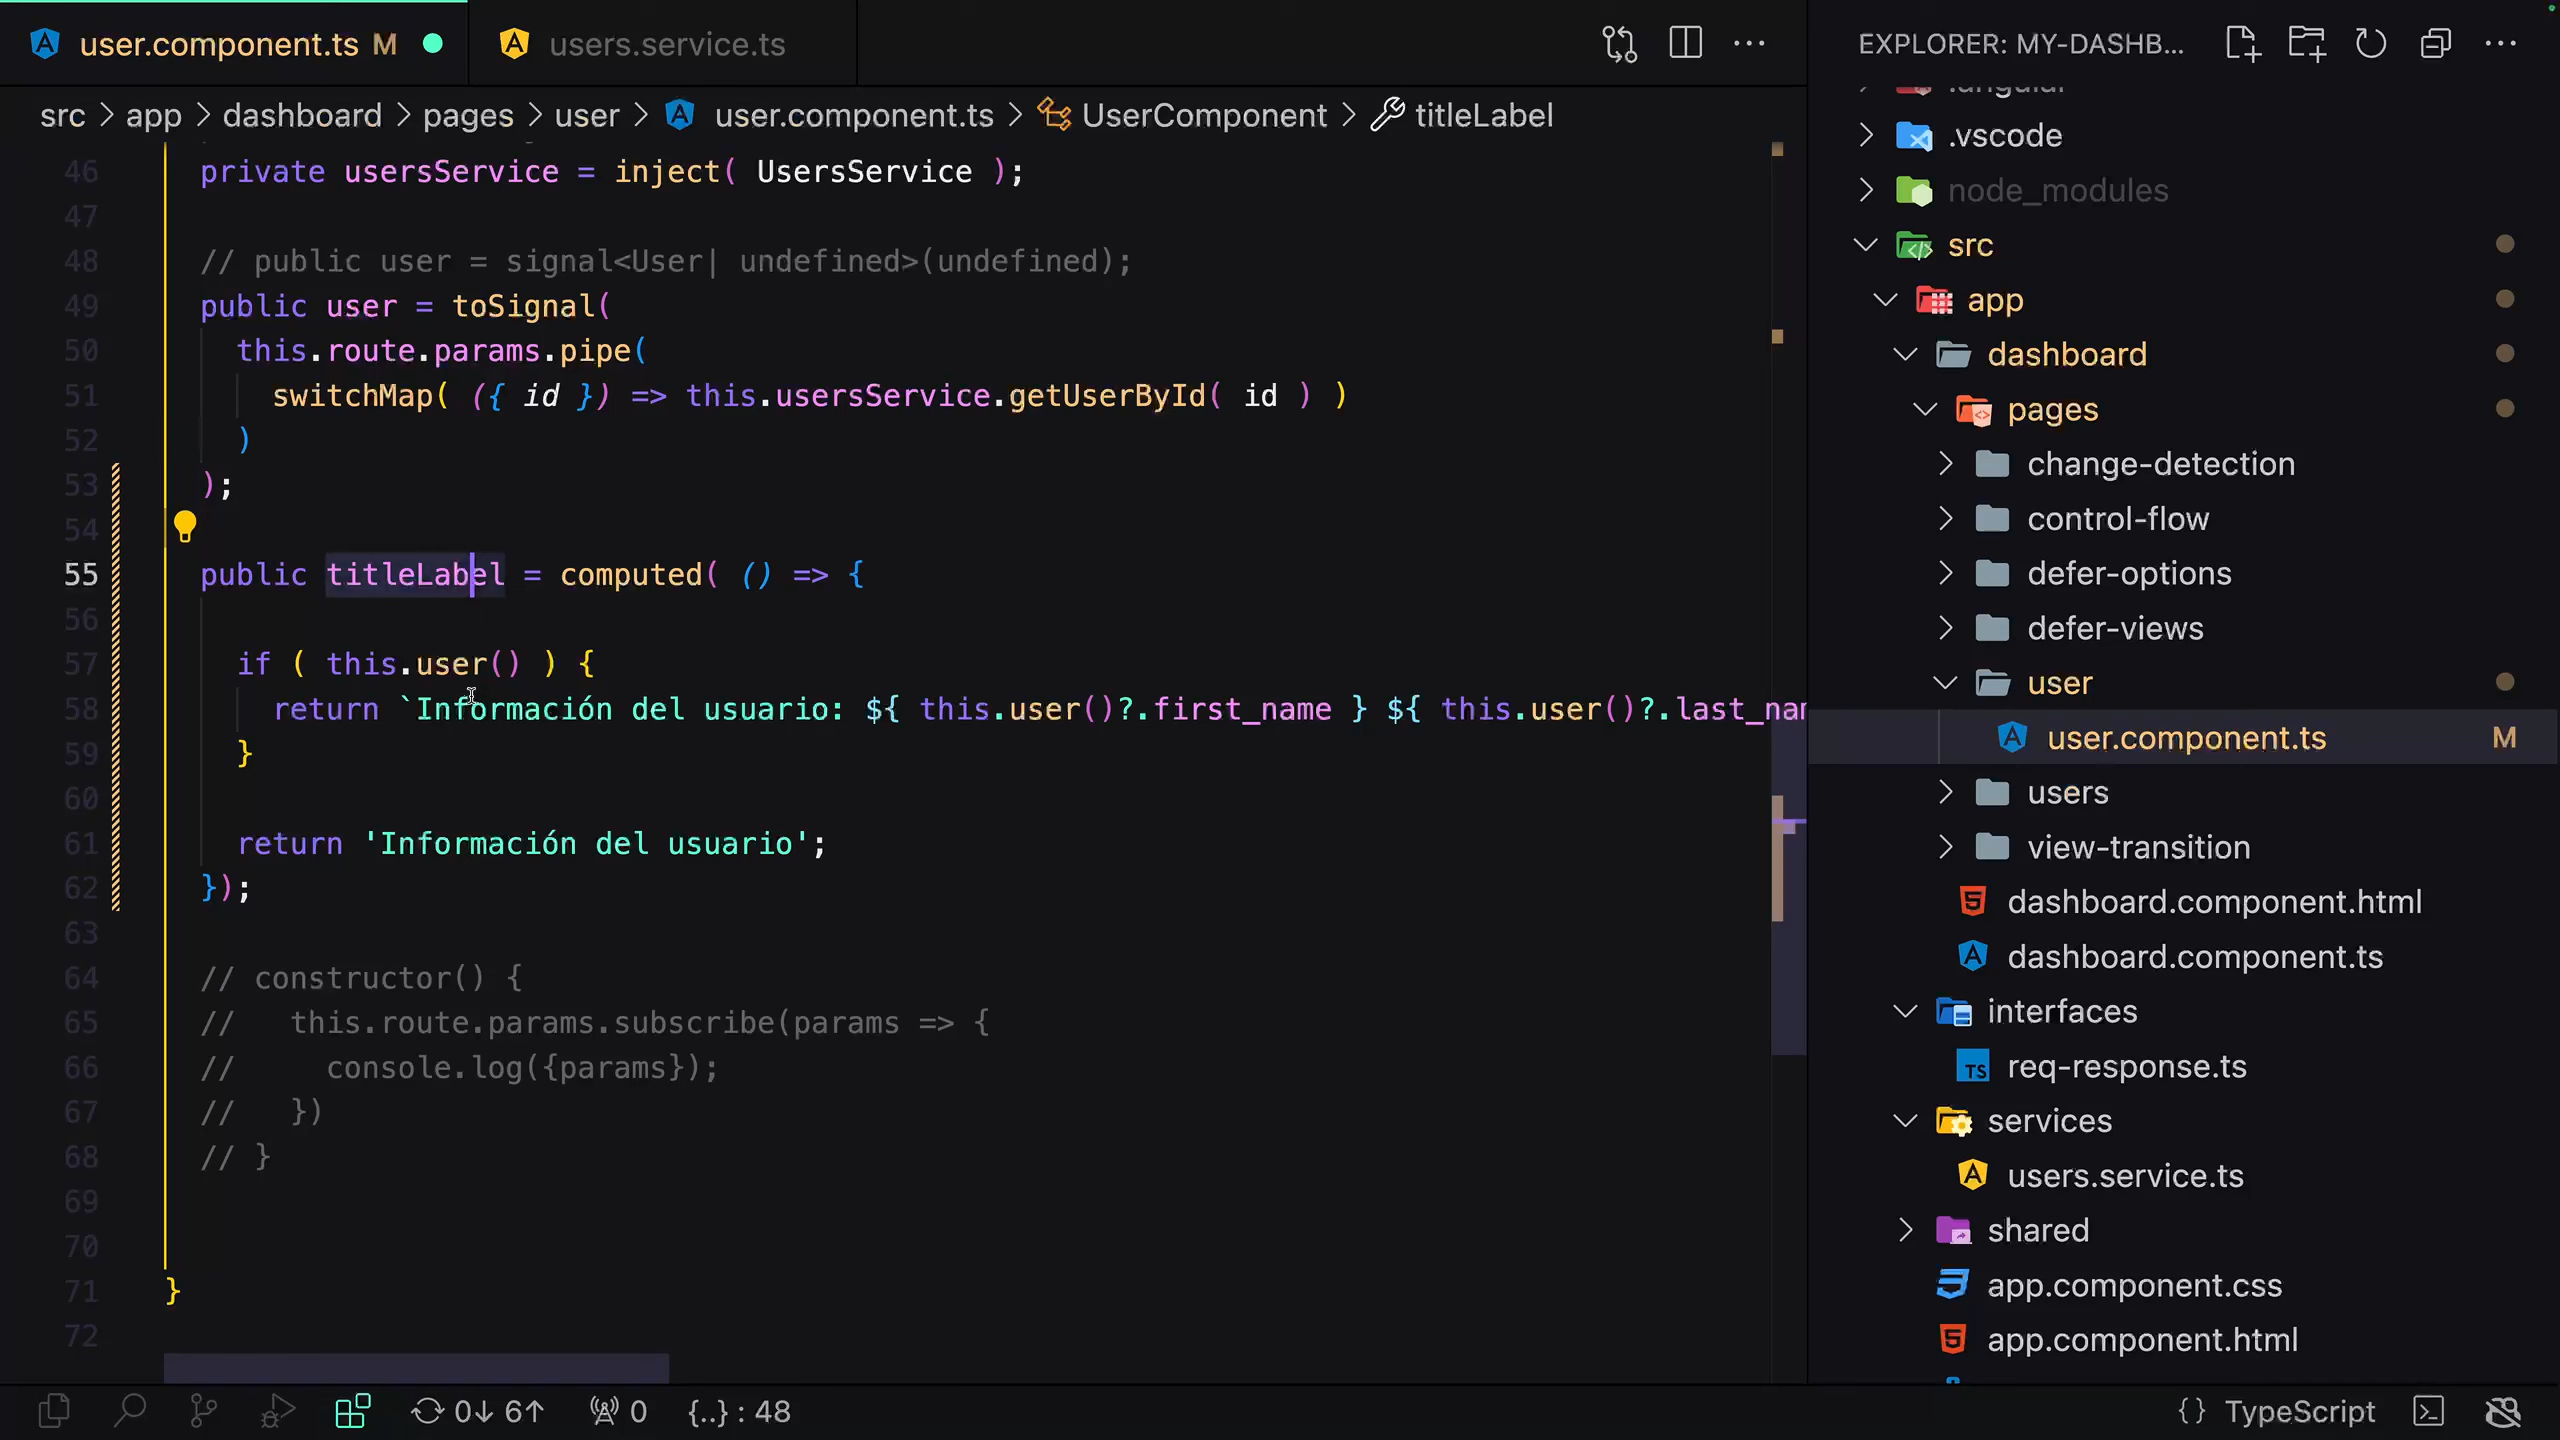 user.component.ts M
users.service.ts
src > app > dashboard > pages > user > user.component.ts > UserComponent > titleLabel
46 private usersService = inject( UsersService );
47
48 // public user = signal<User| undefined>(undefined);
49 public user = toSignal(
50 this.route.params.pipe(
51 switchMap( ({ id }) => this.usersService.getUserById( id ) )
52 )
53 );
54
55 public titleLabel = computed( () => {
56
57 if ( this.user() ) {
58 return `Información del usuario: ${ this.user()?.first_name } ${ this.user()?.last_nam
59 }
60
61 return 'Información del usuario';
62 });
63
64 // constructor() {
65 // this.route.params.subscribe(params => {
66 // console.log({params});
67 // })
68 // }
69
70
71 }
72
0↓ 6↑
0
{..} : 48
{} TypeScript
EXPLORER: MY-DASHB...
.angular
.vscode
node_modules
src
app
dashboard
pages
change-detection
control-flow
defer-options
defer-views
user
user.component.ts M
users
view-transition
dashboard.component.html
dashboard.component.ts
interfaces
req-response.ts
services
users.service.ts
shared
app.component.css
app.component.html